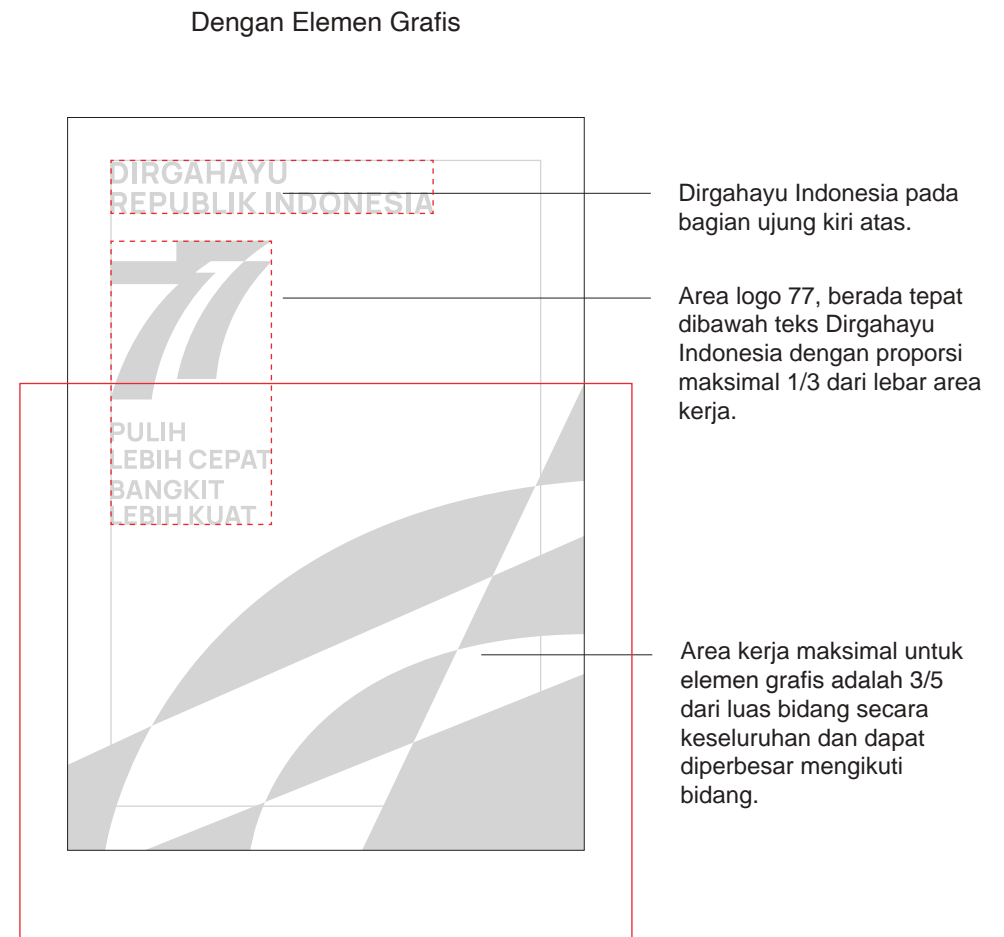 Dengan Elemen Grafis
DIRGAHAYU
REPUBLIK INDONESIA
77
PULIH
LEBIH CEPAT
BANGKIT
LEBIH KUAT
Dirgahayu Indonesia pada
bagian ujung kiri atas.
Area logo 77, berada tepat
dibawah teks Dirgahayu
Indonesia dengan proporsi
maksimal 1/3 dari lebar area
kerja.
Area kerja maksimal untuk
elemen grafis adalah 3/5
dari luas bidang secara
keseluruhan dan dapat
diperbesar mengikuti
bidang.